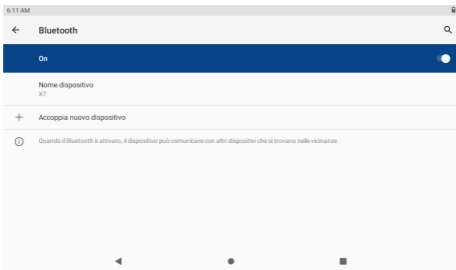 6:11 AM
Bluetooth
On
Nome dispositivo
X7
Accoppia nuovo dispositivo
Quando il Bluetooth è attivato, il dispositivo può comunicare con altri dispositivi che si trovano nelle vicinanze.